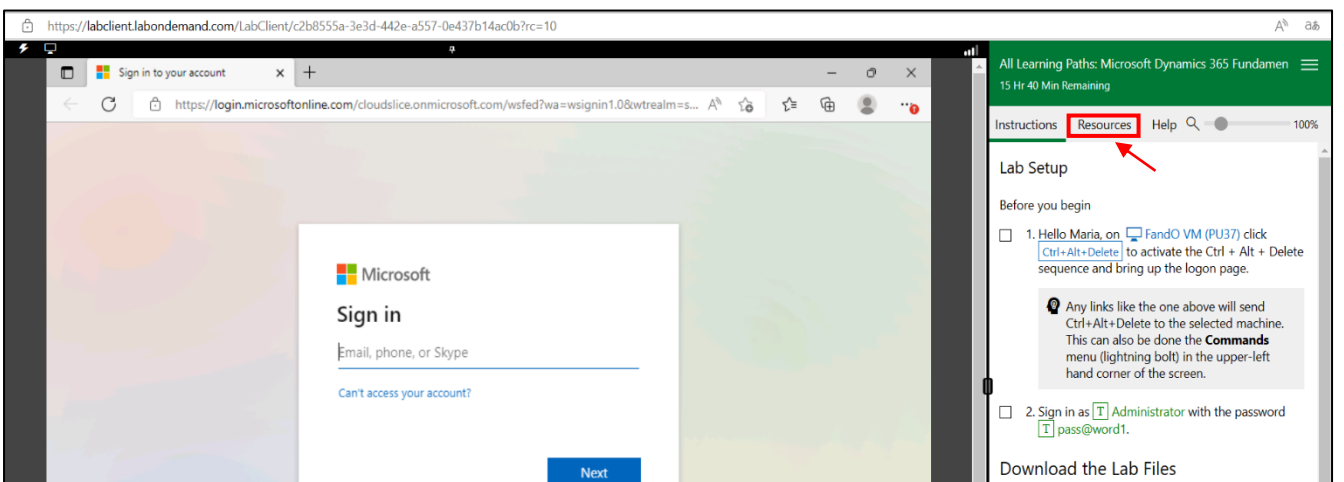 https://labclient.labondemand.com/LabClient/c2b8555a-3e3d-442e-a557-0e437b14ac0b?rc=10
Sign in to your account
https://login.microsoftonline.com/cloudslice.onmicrosoft.com/wsfed?wa=wsignin1.0&wtrealm=s...
Microsoft
Sign in
Email, phone, or Skype
Can't access your account?
Next
All Learning Paths: Microsoft Dynamics 365 Fundamen
15 Hr 40 Min Remaining
Instructions Resources Help 100%
Lab Setup
Before you begin
1. Hello Maria, on FandO VM (PU37) click
Ctrl+Alt+Delete to activate the Ctrl + Alt + Delete
sequence and bring up the logon page.
Any links like the one above will send
Ctrl+Alt+Delete to the selected machine.
This can also be done the Commands
menu (lightning bolt) in the upper-left
hand corner of the screen.
2. Sign in as T Administrator with the password
T pass@word1.
Download the Lab Files